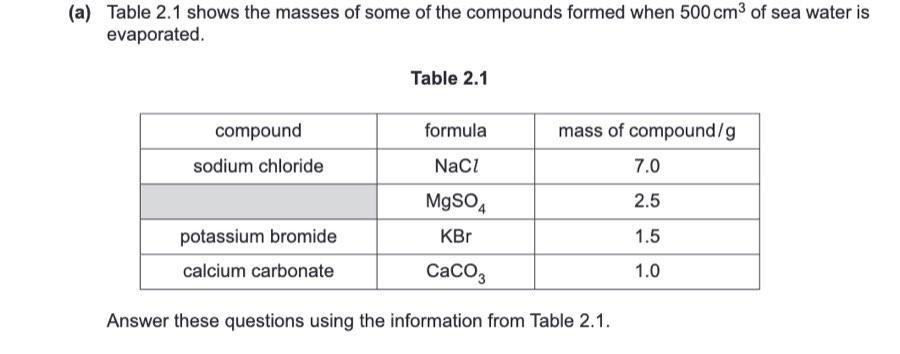 (a) Table 2.1 shows the masses of some of the compounds formed when 500 cm³ of sea water is
evaporated.
Table 2.1
compound formula mass of compound/g
sodium chloride NaCl 7.0
MgSO₄ 2.5
potassium bromide KBr 1.5
calcium carbonate CaCO₃ 1.0
Answer these questions using the information from Table 2.1.